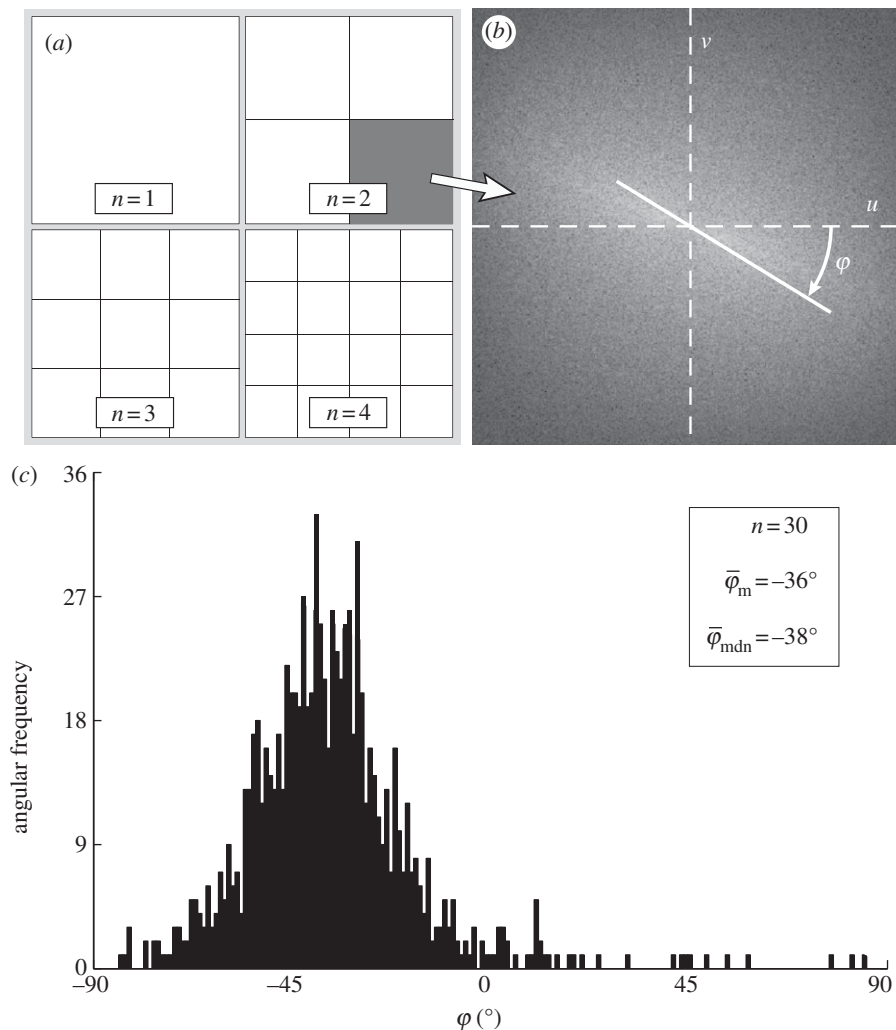 (a)
n=1
n=2
n=3
n=4
(b)
v
u
φ
(c)
36
27
18
9
0
angular frequency
−90
−45
0
45
90
φ (°)
n=30
φ̅m=−36°
φ̅mdn=−38°